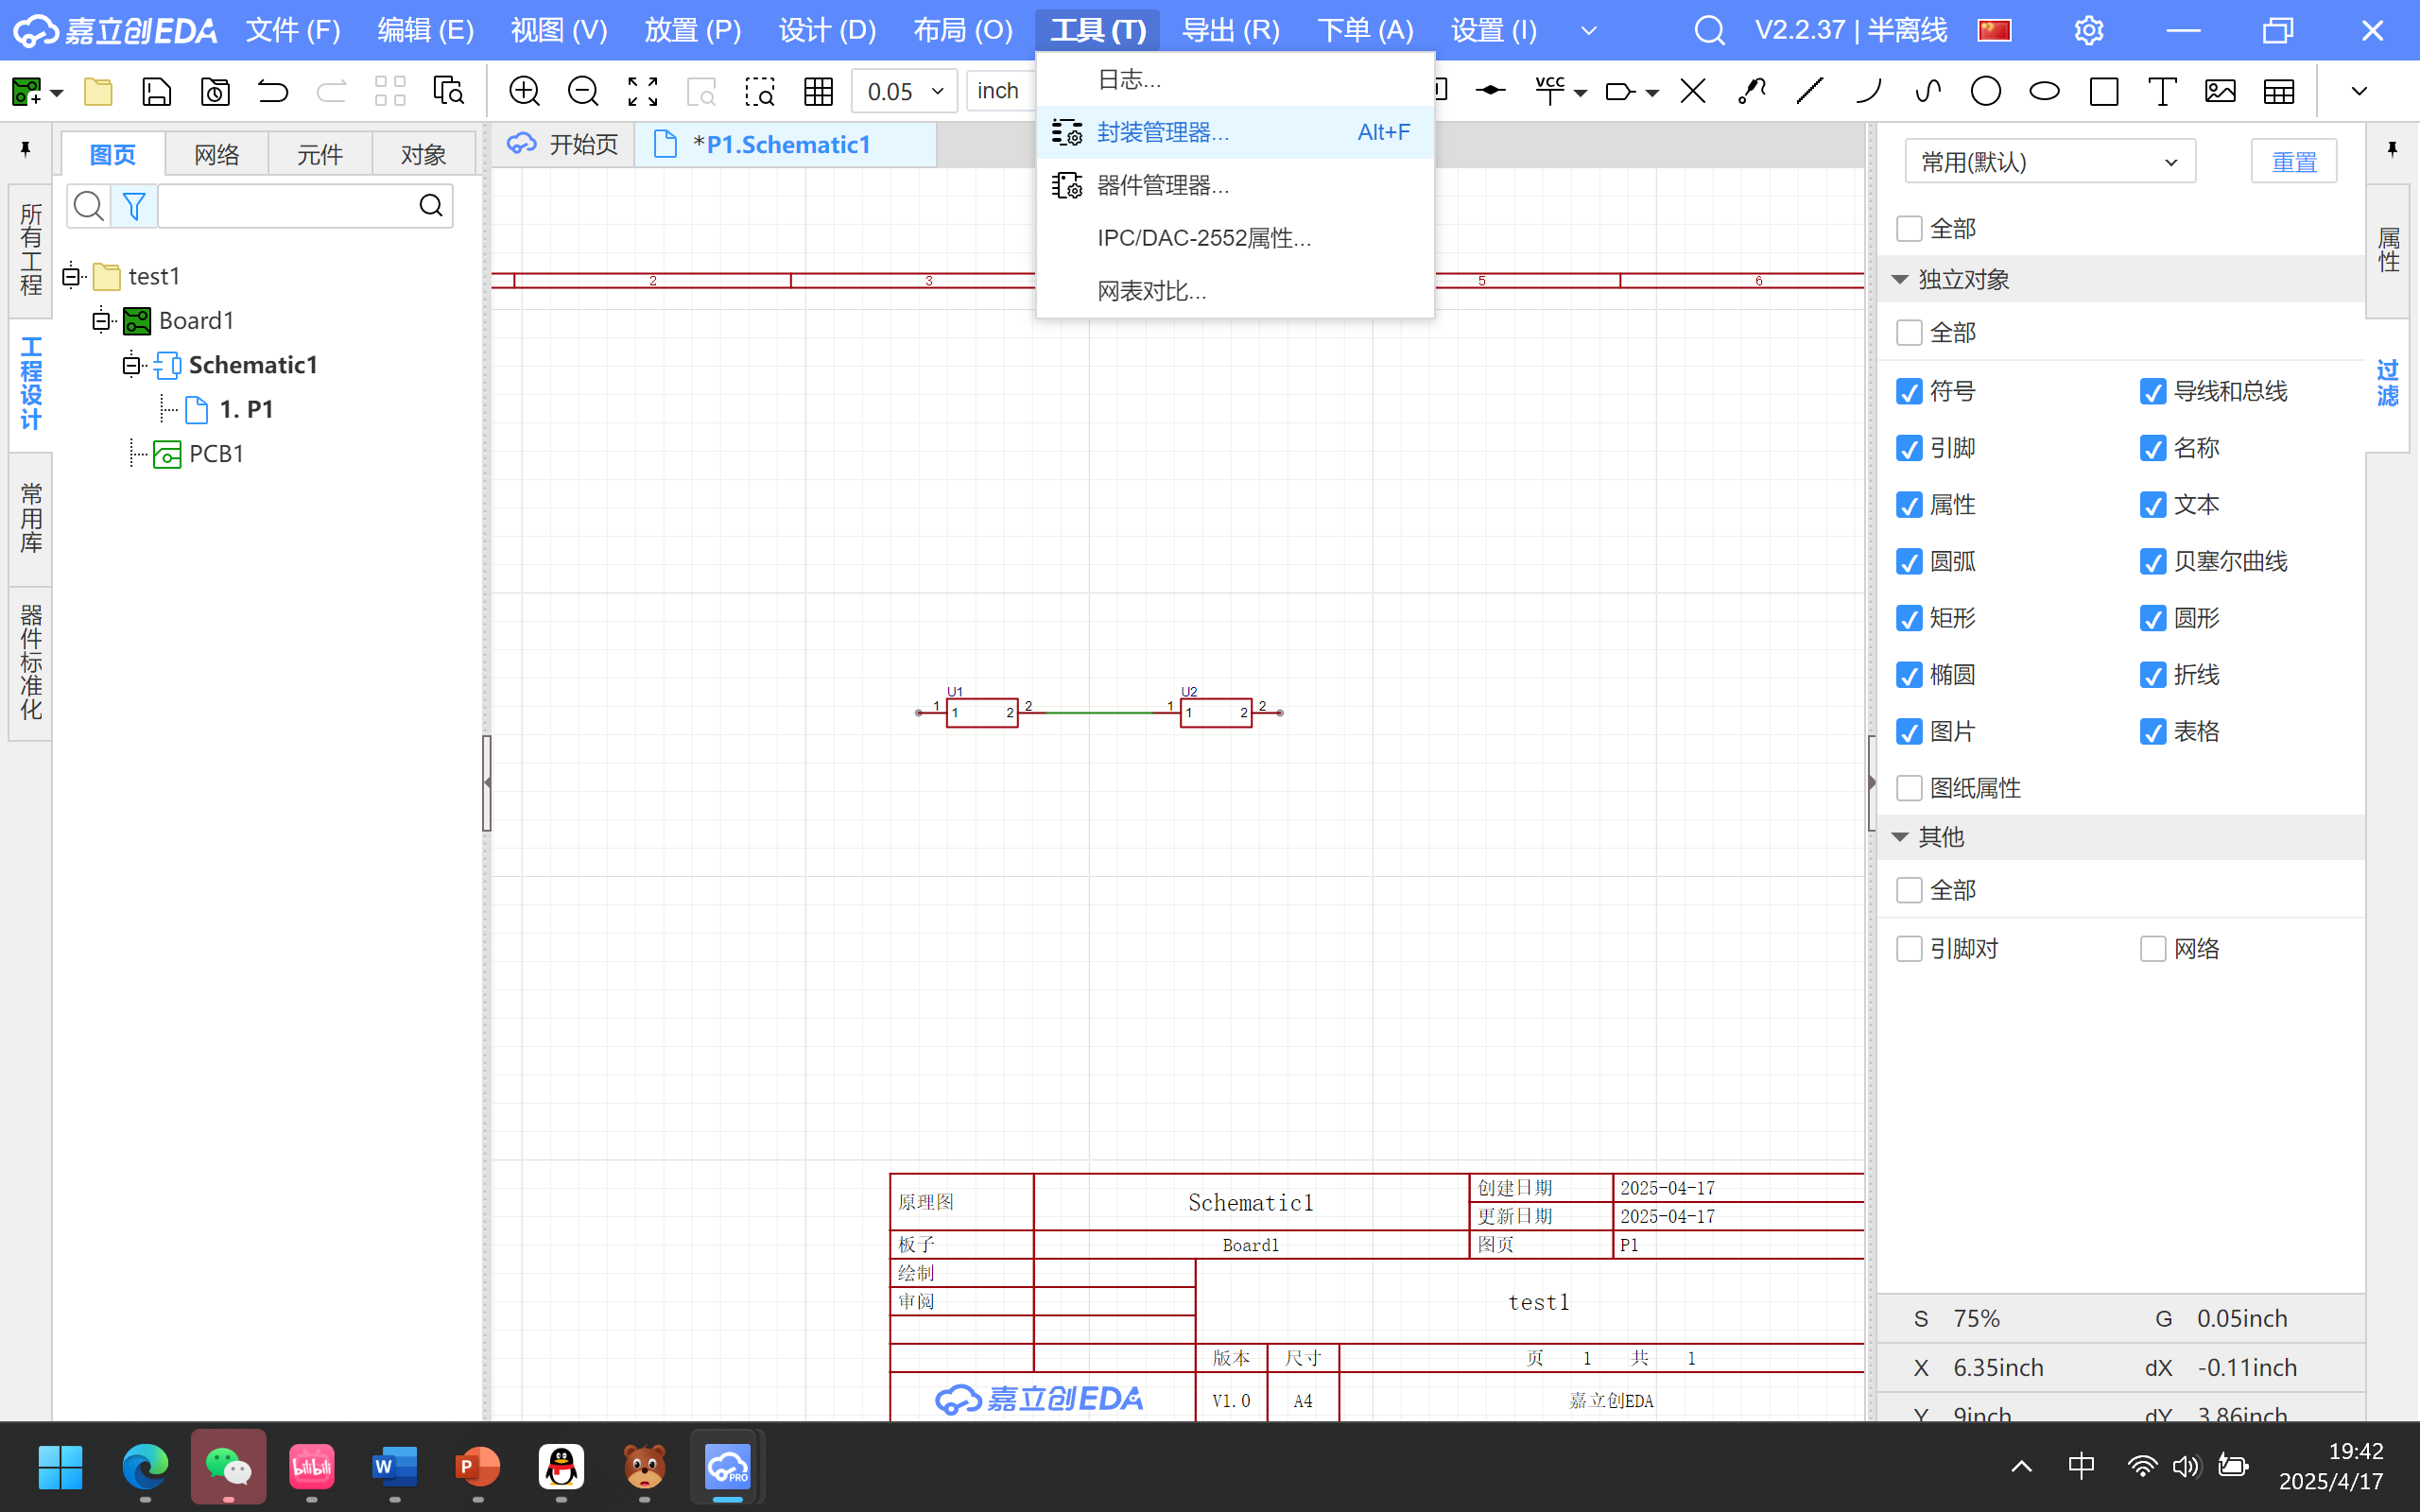 嘉立创EDA 文件 (F) 编辑 (E) 视图 (V) 放置 (P) 设计 (D) 布局 (O) 工具 (T) 导出 (R) 下单 (A) 设置 (I) V2.2.37 | 半离线
0.05 inch VCC
日志...
封装管理器... Alt+F
器件管理器...
IPC/DAC-2552属性...
网表对比...
开始页 *P1.Schematic1
图页 网络 元件 对象
所有工程
工程设计
常用库
器件标准化
test1
Board1
Schematic1
1. P1
PCB1
2 3 5 6
U1 U2
1 1 2 2 1 1 2 2
原理图 Schematic1 创建日期 2025-04-17
更新日期 2025-04-17
板子 Board1 图页 P1
绘制
审阅 test1
版本 尺寸 页 1 共 1
嘉立创EDA V1.0 A4 嘉立创EDA
常用(默认) 重置
全部
独立对象
全部
符号 导线和总线
引脚 名称
属性 文本
圆弧 贝塞尔曲线
矩形 圆形
椭圆 折线
图片 表格
图纸属性
其他
全部
引脚对 网络
属性
过滤
S 75% G 0.05inch
X 6.35inch dX -0.11inch
Y 9inch dY 3.86inch
bilibili W P PRO 中 19:42
2025/4/17